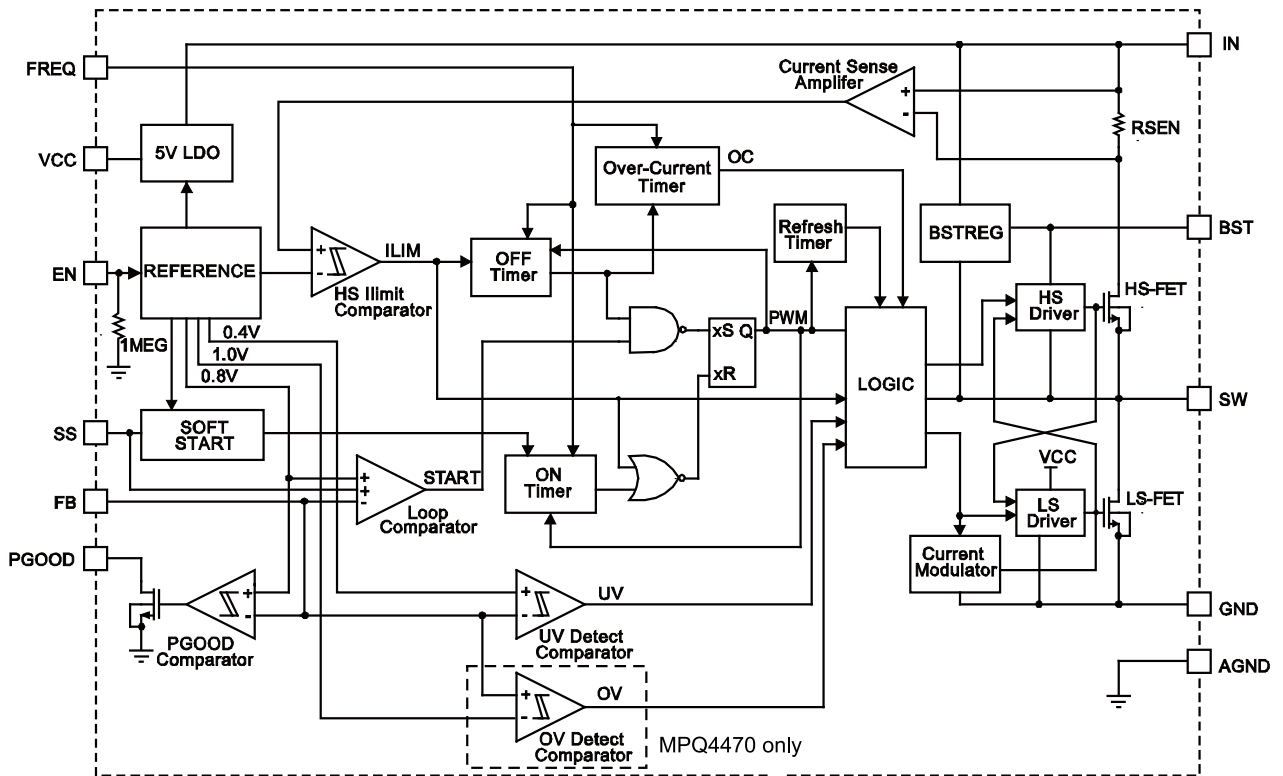 IN
FREQ
Current Sense
Amplifer
+
-
RSEN
VCC
5V LDO
OC
Over-Current
Timer
Refresh
Timer
BSTREG
BST
EN
REFERENCE
+
-
ILIM
HS Ilimit
Comparator
OFF
Timer
HS
Driver
HS-FET
1MEG
0.4V
1.0V
0.8V
xS Q
xR
PWM
LOGIC
SW
SS
SOFT
START
START
+
+
-
Loop
Comparator
ON
Timer
VCC
LS
Driver
LS-FET
FB
PGOOD
Current
Modulator
+
-
PGOOD
Comparator
+
-
UV
UV Detect
Comparator
GND
AGND
+
-
OV
OV Detect
Comparator
MPQ4470 only